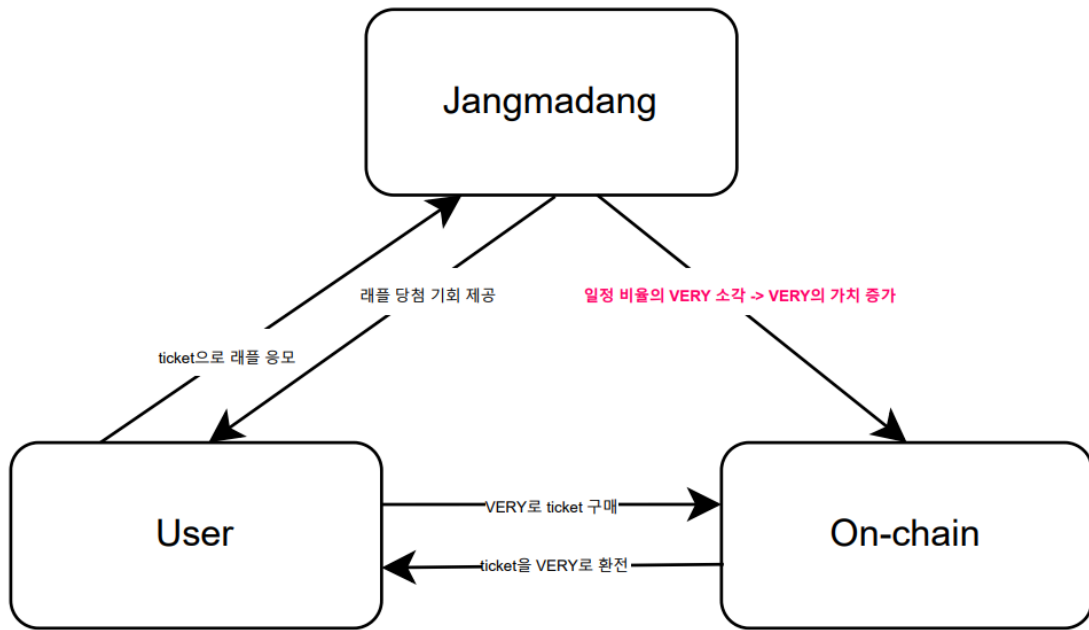 Jangmadang
래플 당첨 기회 제공
일정 비율의 VERY 소각 -> VERY의 가치 증가
ticket으로 래플 응모
User
VERY로 ticket 구매
ticket을 VERY로 환전
On-chain